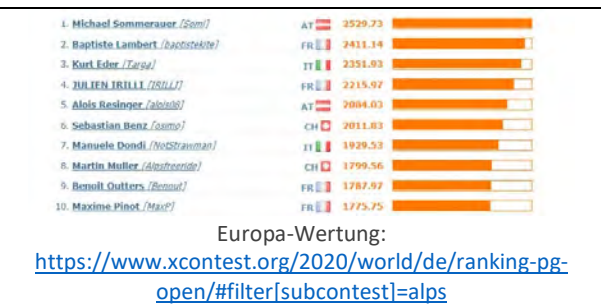 1. Michael Sommerauer [Somi] AT 2529.73
2. Baptiste Lambert [baptistekite] FR 2411.14
3. Kurt Eder [Targa] IT 2351.93
4. JULIEN IRILLI [IRILLI] FR 2215.97
5. Alois Resinger [alois08] AT 2084.03
6. Sebastian Benz [osimo] CH 2011.83
7. Manuele Dondi [NotStrawman] IT 1929.53
8. Martin Muller [Alpsfreeride] CH 1799.56
9. Benoit Outters [Benout] FR 1787.97
10. Maxime Pinot [MaxP] FR 1775.75
Europa-Wertung:
https://www.xcontest.org/2020/world/de/ranking-pg-
open/#filter[subcontest]=alps